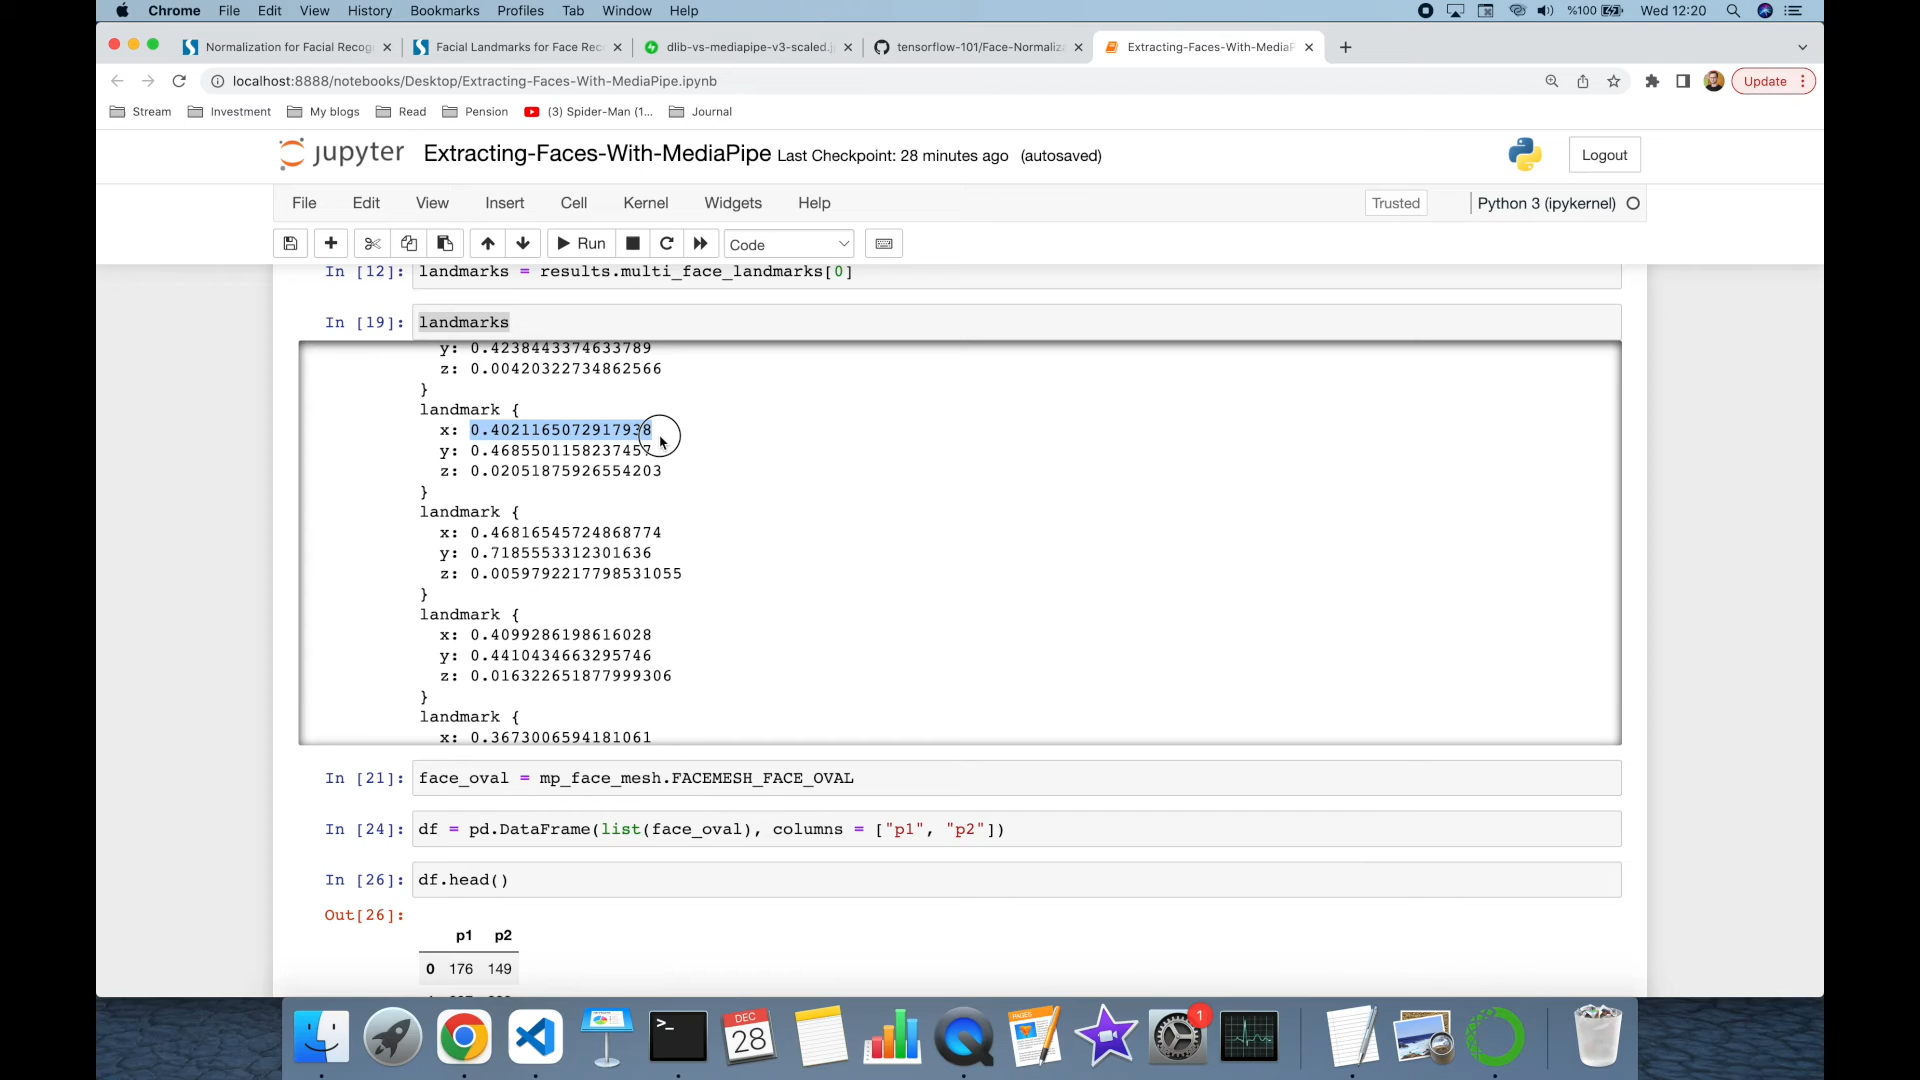 Chrome File Edit View History Bookmarks Profiles Tab Window Help %100 Wed 12:20
Normalization for Facial Recog × Facial Landmarks for Face Rec × dlib-vs-mediapipe-v3-scaled.j × tensorflow-101/Face-Normaliz × Extracting-Faces-With-MediaP × +
localhost:8888/notebooks/Desktop/Extracting-Faces-With-MediaPipe.ipynb Update
Stream Investment My blogs Read Pension (3) Spider-Man (1... Journal
jupyter Extracting-Faces-With-MediaPipe Last Checkpoint: 28 minutes ago (autosaved) Logout
File Edit View Insert Cell Kernel Widgets Help Trusted Python 3 (ipykernel)
Run Code
In [12]: landmarks = results.multi_face_landmarks[0]
In [19]: landmarks
y: 0.4238443374633789
z: 0.00420322734862566
}
landmark {
x: 0.4021165072917938
y: 0.4685501158237457
z: 0.02051875926554203
}
landmark {
x: 0.46816545724868774
y: 0.7185553312301636
z: 0.0059792217798531055
}
landmark {
x: 0.4099286198616028
y: 0.4410434663295746
z: 0.016322651877999306
}
landmark {
x: 0.3673006594181061
In [21]: face_oval = mp_face_mesh.FACEMESH_FACE_OVAL
In [24]: df = pd.DataFrame(list(face_oval), columns = ["p1", "p2"])
In [26]: df.head()
Out[26]:
p1 p2
0 176 149
DEC
28
PAGES
1